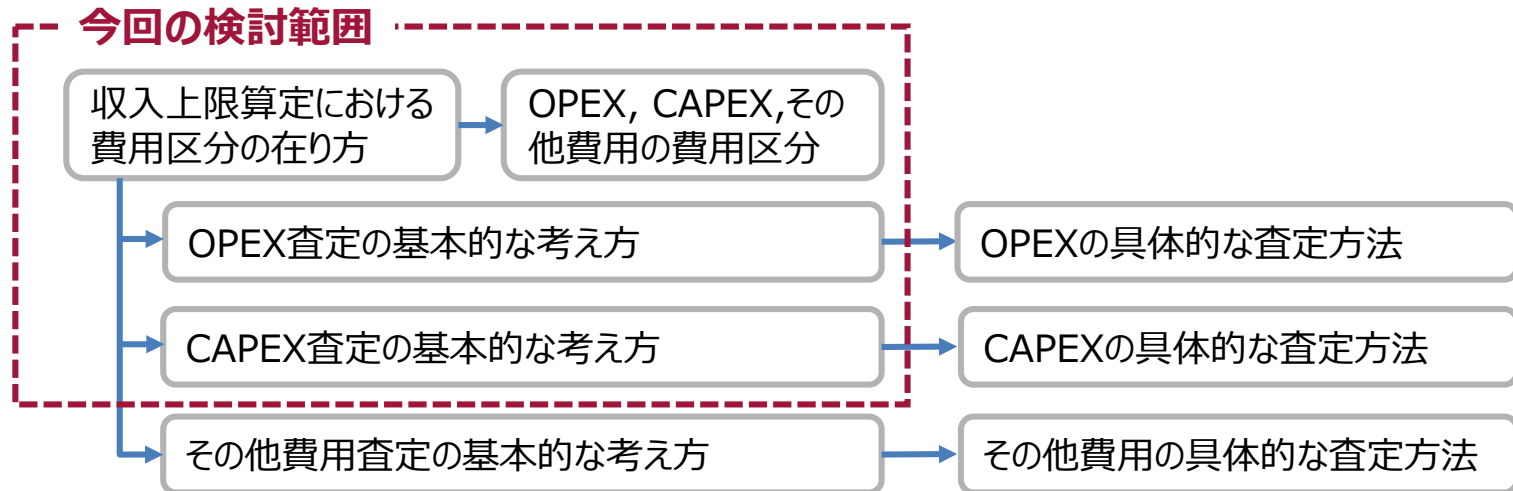 今回の検討範囲
収入上限算定における
費用区分の在り方
OPEX, CAPEX,その
他費用の費用区分
OPEX査定の基本的な考え方
OPEXの具体的な査定方法
CAPEX査定の基本的な考え方
CAPEXの具体的な査定方法
その他費用査定の基本的な考え方
その他費用の具体的な査定方法